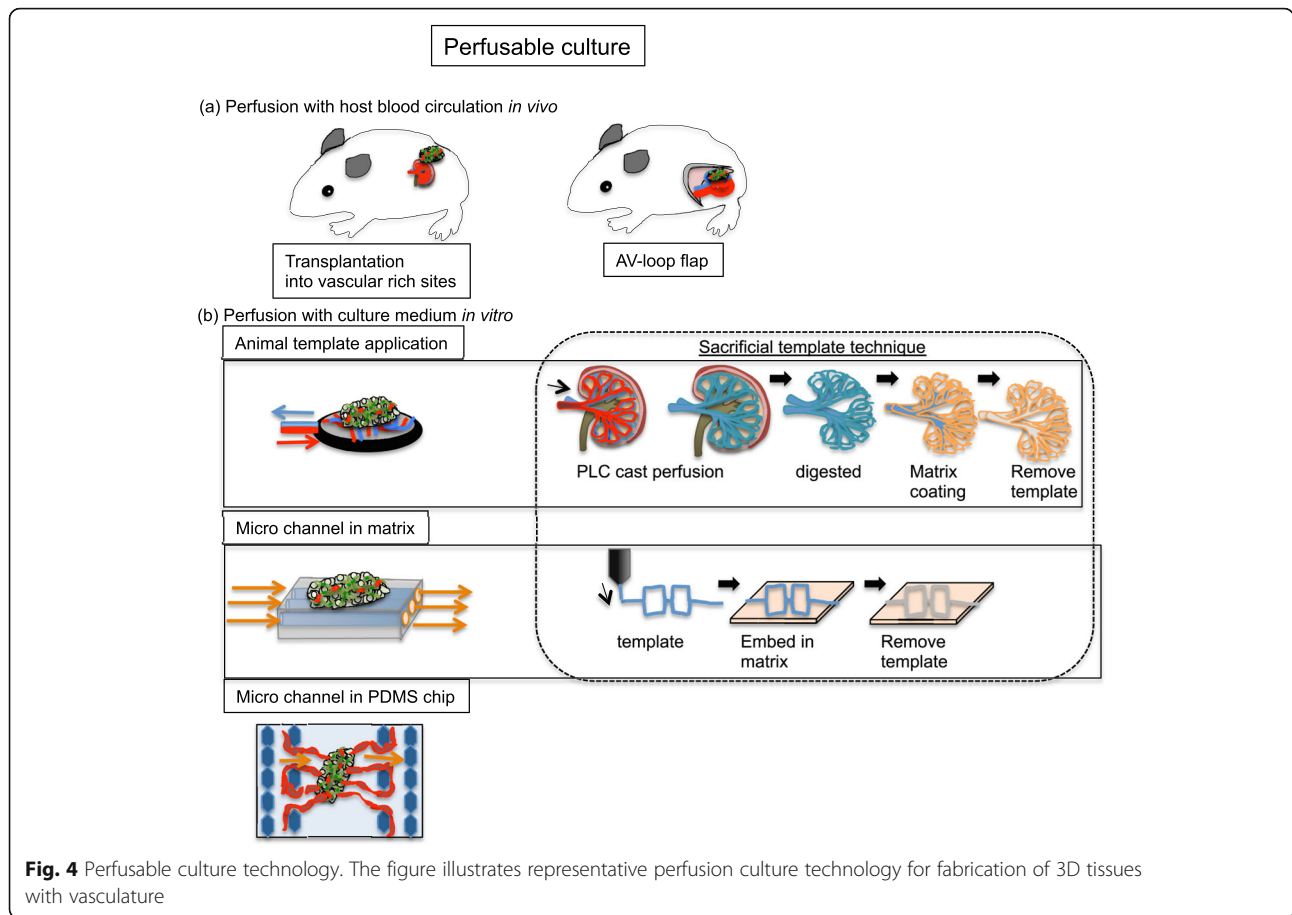 Perfusable culture
(a) Perfusion with host blood circulation in vivo
Transplantation
into vascular rich sites
AV-loop flap
(b) Perfusion with culture medium in vitro
Animal template application
Sacrificial template technique
PLC cast perfusion
digested
Matrix
coating
Remove
template
Micro channel in matrix
template
Embed in
matrix
Remove
template
Micro channel in PDMS chip
Fig. 4 Perfusable culture technology. The figure illustrates representative perfusion culture technology for fabrication of 3D tissues
with vasculature